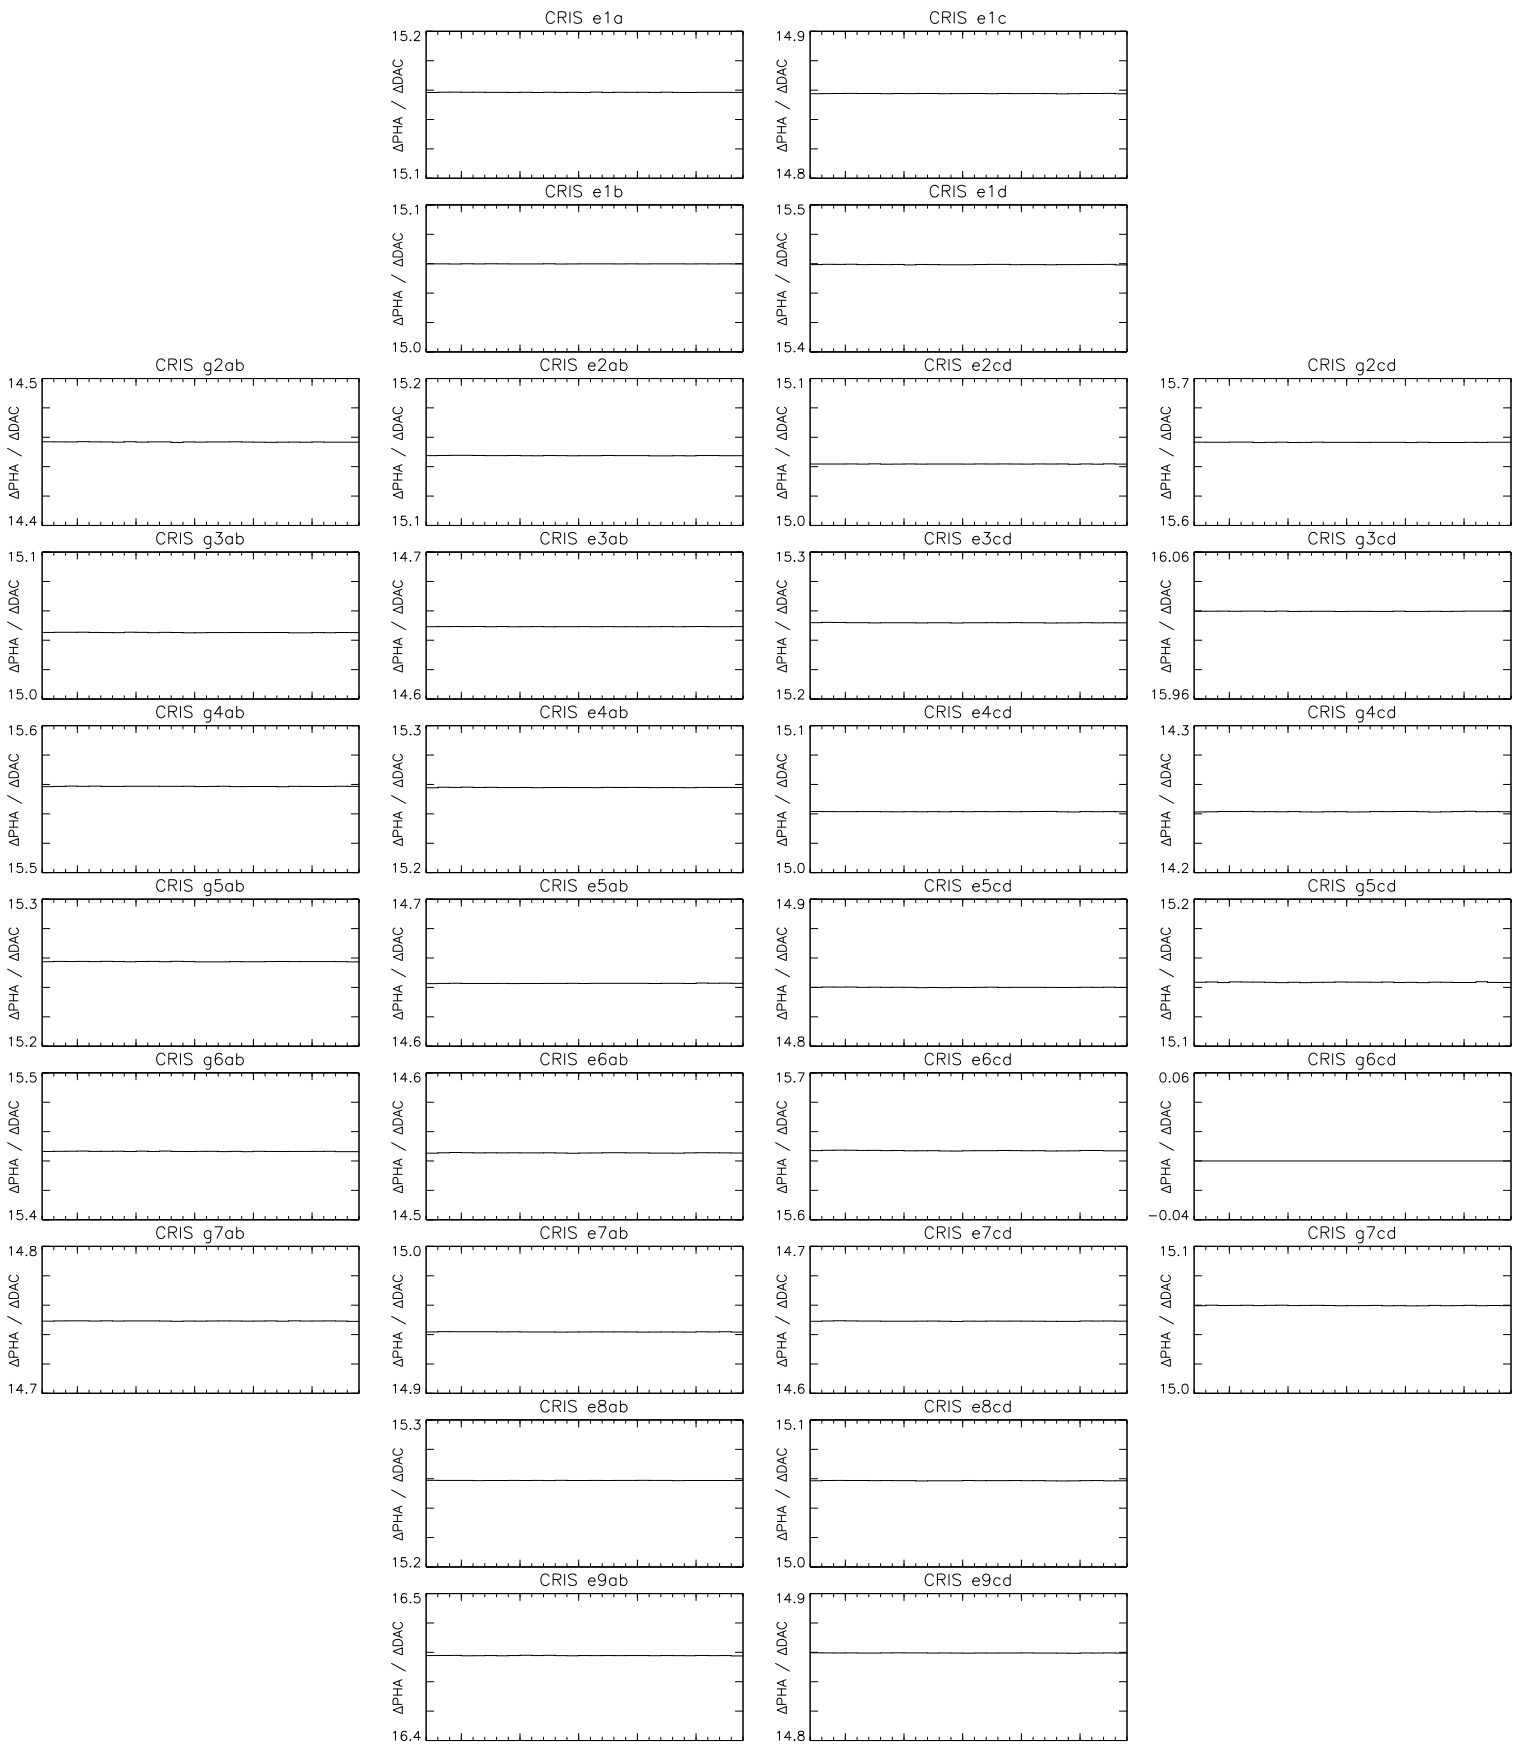 CRIS e1a
15.2
ΔPHA / ΔDAC
15.1
CRIS e1c
14.9
ΔPHA / ΔDAC
14.8
CRIS e1b
15.1
ΔPHA / ΔDAC
15.0
CRIS e1d
15.5
ΔPHA / ΔDAC
15.4
CRIS g2ab
14.5
ΔPHA / ΔDAC
14.4
CRIS e2ab
15.2
ΔPHA / ΔDAC
15.1
CRIS e2cd
15.1
ΔPHA / ΔDAC
15.0
CRIS g2cd
15.7
ΔPHA / ΔDAC
15.6
CRIS g3ab
15.1
ΔPHA / ΔDAC
15.0
CRIS e3ab
14.7
ΔPHA / ΔDAC
14.6
CRIS e3cd
15.3
ΔPHA / ΔDAC
15.2
CRIS g3cd
16.06
ΔPHA / ΔDAC
15.96
CRIS g4ab
15.6
ΔPHA / ΔDAC
15.5
CRIS e4ab
15.3
ΔPHA / ΔDAC
15.2
CRIS e4cd
15.1
ΔPHA / ΔDAC
15.0
CRIS g4cd
14.3
ΔPHA / ΔDAC
14.2
CRIS g5ab
15.3
ΔPHA / ΔDAC
15.2
CRIS e5ab
14.7
ΔPHA / ΔDAC
14.6
CRIS e5cd
14.9
ΔPHA / ΔDAC
14.8
CRIS g5cd
15.2
ΔPHA / ΔDAC
15.1
CRIS g6ab
15.5
ΔPHA / ΔDAC
15.4
CRIS e6ab
14.6
ΔPHA / ΔDAC
14.5
CRIS e6cd
15.7
ΔPHA / ΔDAC
15.6
CRIS g6cd
0.06
ΔPHA / ΔDAC
−0.04
CRIS g7ab
14.8
ΔPHA / ΔDAC
14.7
CRIS e7ab
15.0
ΔPHA / ΔDAC
14.9
CRIS e7cd
14.7
ΔPHA / ΔDAC
14.6
CRIS g7cd
15.1
ΔPHA / ΔDAC
15.0
CRIS e8ab
15.3
ΔPHA / ΔDAC
15.2
CRIS e8cd
15.1
ΔPHA / ΔDAC
15.0
CRIS e9ab
16.5
ΔPHA / ΔDAC
16.4
CRIS e9cd
14.9
ΔPHA / ΔDAC
14.8